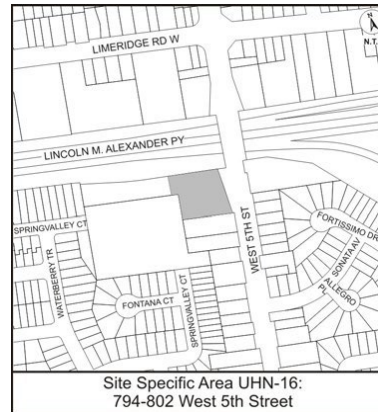 N
N.T.S
LIMERIDGE RD W
LINCOLN M. ALEXANDER PY
SPRINGVALLEY CT
WATERBERRY TR
FONTANA CT
SPRINGVALLEY CT
WEST 5TH ST
FORTISSIMO DR
SONATA AV
ALLEGRO PL
Site Specific Area UHN-16:
794-802 West 5th Street